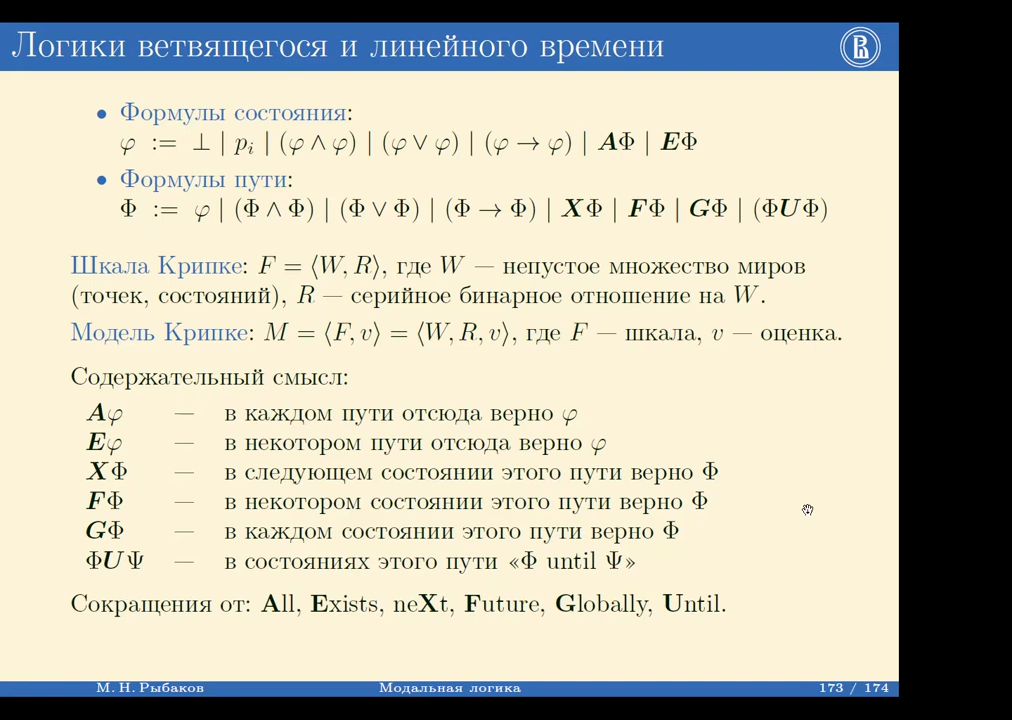 Логики ветвящегося и линейного времени
• Формулы состояния:
φ := ⊥ | pᵢ | (φ ∧ φ) | (φ ∨ φ) | (φ → φ) | AΦ | EΦ
• Формулы пути:
Φ := φ | (Φ ∧ Φ) | (Φ ∨ Φ) | (Φ → Φ) | XΦ | FΦ | GΦ | (ΦUΦ)
Шкала Крипке: F = ⟨W, R⟩, где W — непустое множество миров
(точек, состояний), R — серийное бинарное отношение на W.
Модель Крипке: M = ⟨F, v⟩ = ⟨W, R, v⟩, где F — шкала, v — оценка.
Содержательный смысл:
Aφ — в каждом пути отсюда верно φ
Eφ — в некотором пути отсюда верно φ
XΦ — в следующем состоянии этого пути верно Φ
FΦ — в некотором состоянии этого пути верно Φ
GΦ — в каждом состоянии этого пути верно Φ
ΦUΨ — в состояниях этого пути «Φ until Ψ»
Сокращения от: All, Exists, neXt, Future, Globally, Until.
М. Н. Рыбаков Модальная логика 173 / 174